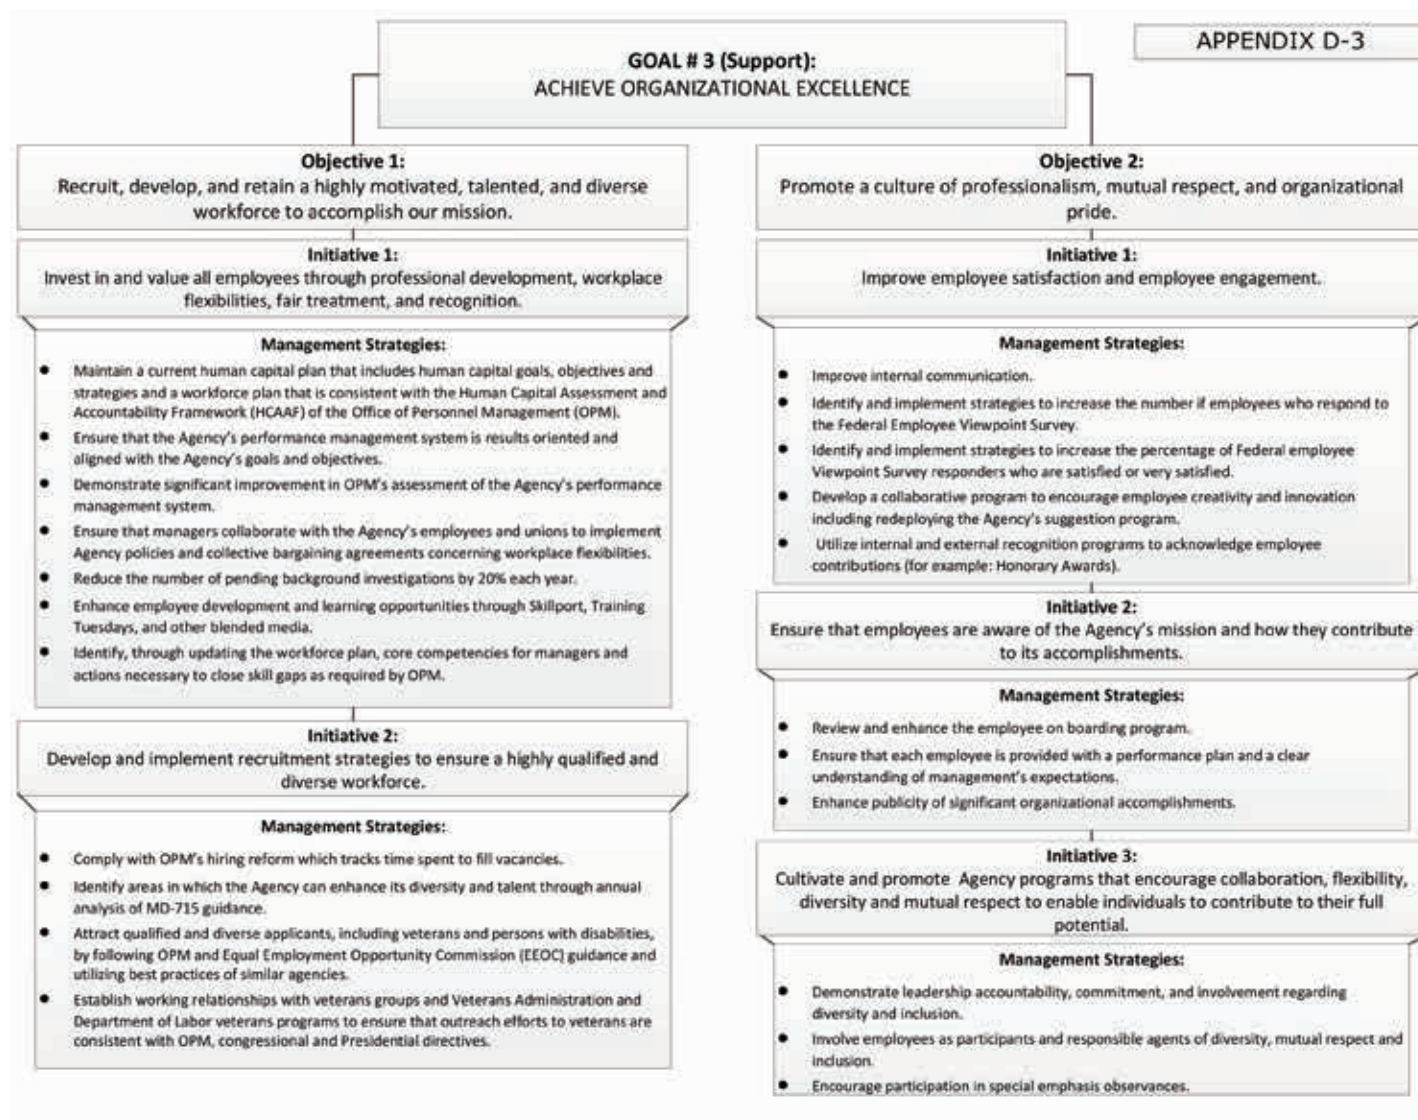 APPENDIX D-3
GOAL # 3 (Support):
ACHIEVE ORGANIZATIONAL EXCELLENCE
Objective 1:
Recruit, develop, and retain a highly motivated, talented, and diverse
workforce to accomplish our mission.
Initiative 1:
Invest in and value all employees through professional development, workplace
flexibilities, fair treatment, and recognition.
Management Strategies:
● Maintain a current human capital plan that includes human capital goals, objectives and
strategies and a workforce plan that is consistent with the Human Capital Assessment and
Accountability Framework (HCAAF) of the Office of Personnel Management (OPM).
● Ensure that the Agency's performance management system is results oriented and
aligned with the Agency's goals and objectives.
● Demonstrate significant improvement in OPM's assessment of the Agency's performance
management system.
● Ensure that managers collaborate with the Agency's employees and unions to implement
Agency policies and collective bargaining agreements concerning workplace flexibilities.
● Reduce the number of pending background investigations by 20% each year.
● Enhance employee development and learning opportunities through Skillport, Training
Tuesdays, and other blended media.
● Identify, through updating the workforce plan, core competencies for managers and
actions necessary to close skill gaps as required by OPM.
Initiative 2:
Develop and implement recruitment strategies to ensure a highly qualified and
diverse workforce.
Management Strategies:
● Comply with OPM's hiring reform which tracks time spent to fill vacancies.
● Identify areas in which the Agency can enhance its diversity and talent through annual
analysis of MD-715 guidance.
● Attract qualified and diverse applicants, including veterans and persons with disabilities,
by following OPM and Equal Employment Opportunity Commission (EEOC) guidance and
utilizing best practices of similar agencies.
● Establish working relationships with veterans groups and Veterans Administration and
Department of Labor veterans programs to ensure that outreach efforts to veterans are
consistent with OPM, congressional and Presidential directives.
Objective 2:
Promote a culture of professionalism, mutual respect, and organizational
pride.
Initiative 1:
Improve employee satisfaction and employee engagement.
Management Strategies:
● Improve internal communication.
● Identify and implement strategies to increase the number if employees who respond to
the Federal Employee Viewpoint Survey.
● Identify and implement strategies to increase the percentage of Federal employee
Viewpoint Survey responders who are satisfied or very satisfied.
● Develop a collaborative program to encourage employee creativity and innovation
including redeploying the Agency's suggestion program.
● Utilize internal and external recognition programs to acknowledge employee
contributions (for example: Honorary Awards).
Initiative 2:
Ensure that employees are aware of the Agency's mission and how they contribute
to its accomplishments.
Management Strategies:
● Review and enhance the employee on boarding program.
● Ensure that each employee is provided with a performance plan and a clear
understanding of management's expectations.
● Enhance publicity of significant organizational accomplishments.
Initiative 3:
Cultivate and promote Agency programs that encourage collaboration, flexibility,
diversity and mutual respect to enable individuals to contribute to their full
potential.
Management Strategies:
● Demonstrate leadership accountability, commitment, and involvement regarding
diversity and inclusion.
● Involve employees as participants and responsible agents of diversity, mutual respect and
inclusion.
● Encourage participation in special emphasis observances.